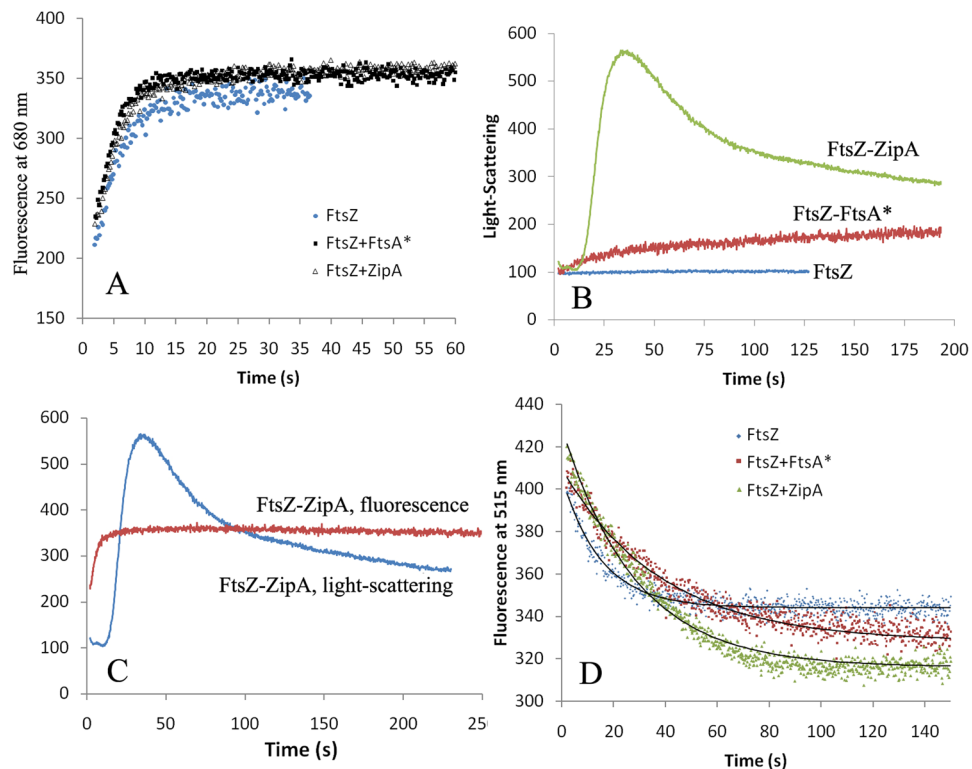 400
350
300
250
200
150
Fluorescence at 680 nm
FtsZ
FtsZ+FtsA*
FtsZ+ZipA
A
0 5 10 15 20 25 30 35 40 45 50 55 60
Time (s)
600
500
400
300
200
100
0
Light-Scattering
FtsZ-ZipA
FtsZ-FtsA*
FtsZ
B
0 25 50 75 100 125 150 175 200
Time (s)
600
500
400
300
200
100
0
FtsZ-ZipA, fluorescence
FtsZ-ZipA, light-scattering
C
0 50 100 150 200 250
Time (s)
440
420
400
380
360
340
320
300
Fluorescence at 515 nm
FtsZ
FtsZ+FtsA*
FtsZ+ZipA
D
0 20 40 60 80 100 120 140
Time (s)